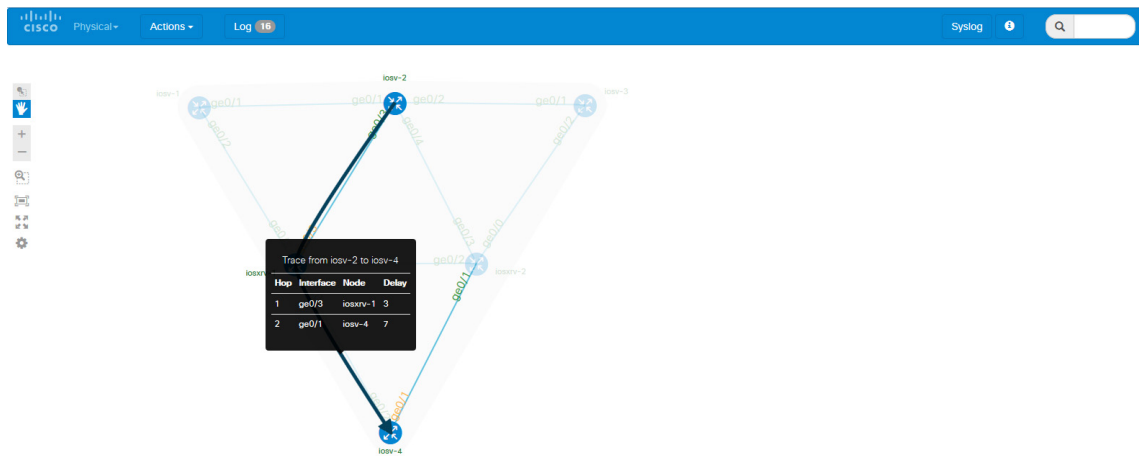 CISCO Physical Actions Log 16 Syslog
iosv-2
iosv-1 ge0/1 ge0/1 ge0/2 ge0/1 iosv-3
ge0/2 ge0/3 ge0/4 ge0/2
ge0/3 ge0/0
ge0/2 iosxrv-2
ge0/1
Trace from iosv-2 to iosv-4
Hop Interface Node Delay
1 ge0/3 iosxrv-1 3
2 ge0/1 iosv-4 7
ge0/1
iosv-4